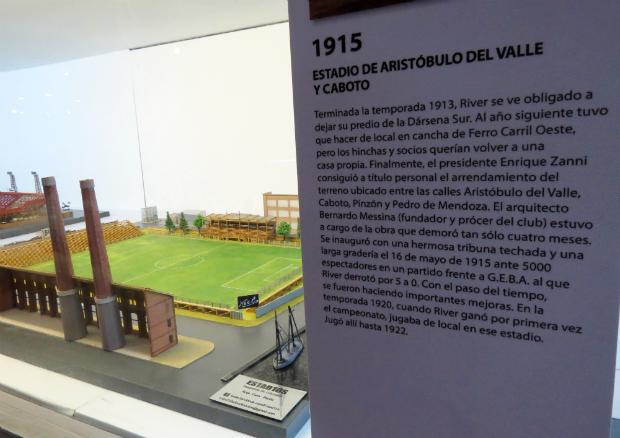 1915
ESTADIO DE ARISTÓBULO DEL VALLE
Y CABOTO
Terminada la temporada 1913, River se ve obligado a
dejar su predio de la Dársena Sur. Al año siguiente tuvo
que hacer de local en cancha de Ferro Carril Oeste,
pero los hinchas y socios querían volver a una
casa propia. Finalmente, el presidente Enrique Zanni
consiguió a título personal el arrendamiento del
terreno ubicado entre las calles Aristóbulo del Valle,
Caboto, Pinzón y Pedro de Mendoza. El arquitecto
Bernardo Messina (fundador y prócer del club) estuvo
a cargo de la obra que demoró tan sólo cuatro meses.
Se inauguró con una hermosa tribuna techada y una
larga gradería el 16 de mayo de 1915 ante 5000
espectadores en un partido frente a G.E.B.A. al que
River derrotó por 5 a 0. Con el paso del tiempo,
se fueron haciendo importantes mejoras. En la
temporada 1920, cuando River ganó por primera vez
el campeonato, jugaba de local en ese estadio.
Jugó allí hasta 1922.
ESTADIOS